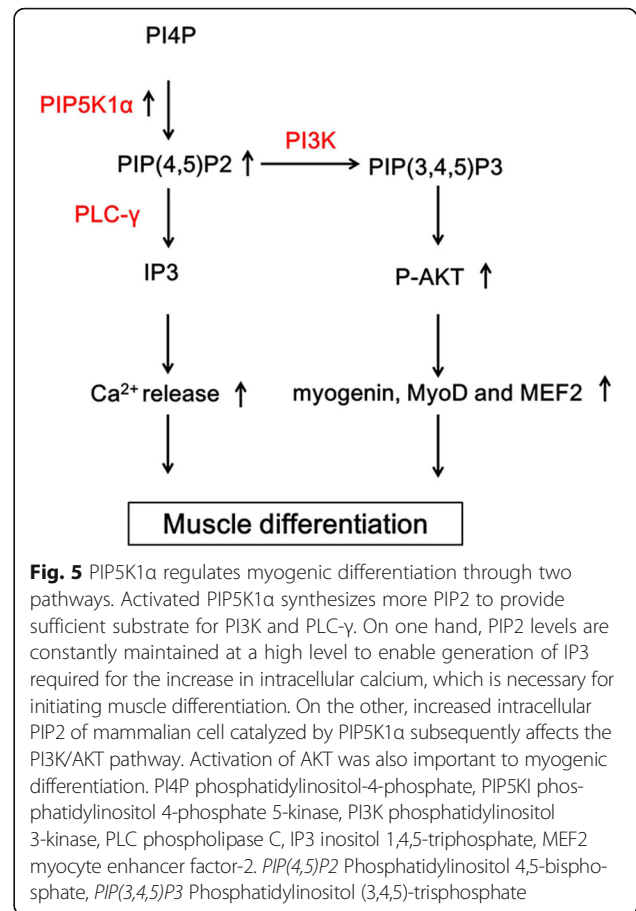 PI4P
PIP5K1α ↑
PI3K
PIP(4,5)P2 ↑
PIP(3,4,5)P3
PLC-γ
IP3
P-AKT ↑
Ca²⁺ release ↑
myogenin, MyoD and MEF2 ↑
Muscle differentiation
Fig. 5 PIP5K1α regulates myogenic differentiation through two
pathways. Activated PIP5K1α synthesizes more PIP2 to provide
sufficient substrate for PI3K and PLC-γ. On one hand, PIP2 levels are
constantly maintained at a high level to enable generation of IP3
required for the increase in intracellular calcium, which is necessary for
initiating muscle differentiation. On the other, increased intracellular
PIP2 of mammalian cell catalyzed by PIP5K1α subsequently affects the
PI3K/AKT pathway. Activation of AKT was also important to myogenic
differentiation. PI4P phosphatidylinositol-4-phosphate, PIP5KI phos-
phatidylinositol 4-phosphate 5-kinase, PI3K phosphatidylinositol
3-kinase, PLC phospholipase C, IP3 inositol 1,4,5-triphosphate, MEF2
myocyte enhancer factor-2. PIP(4,5)P2 Phosphatidylinositol 4,5-bispho-
sphate, PIP(3,4,5)P3 Phosphatidylinositol (3,4,5)-trisphosphate